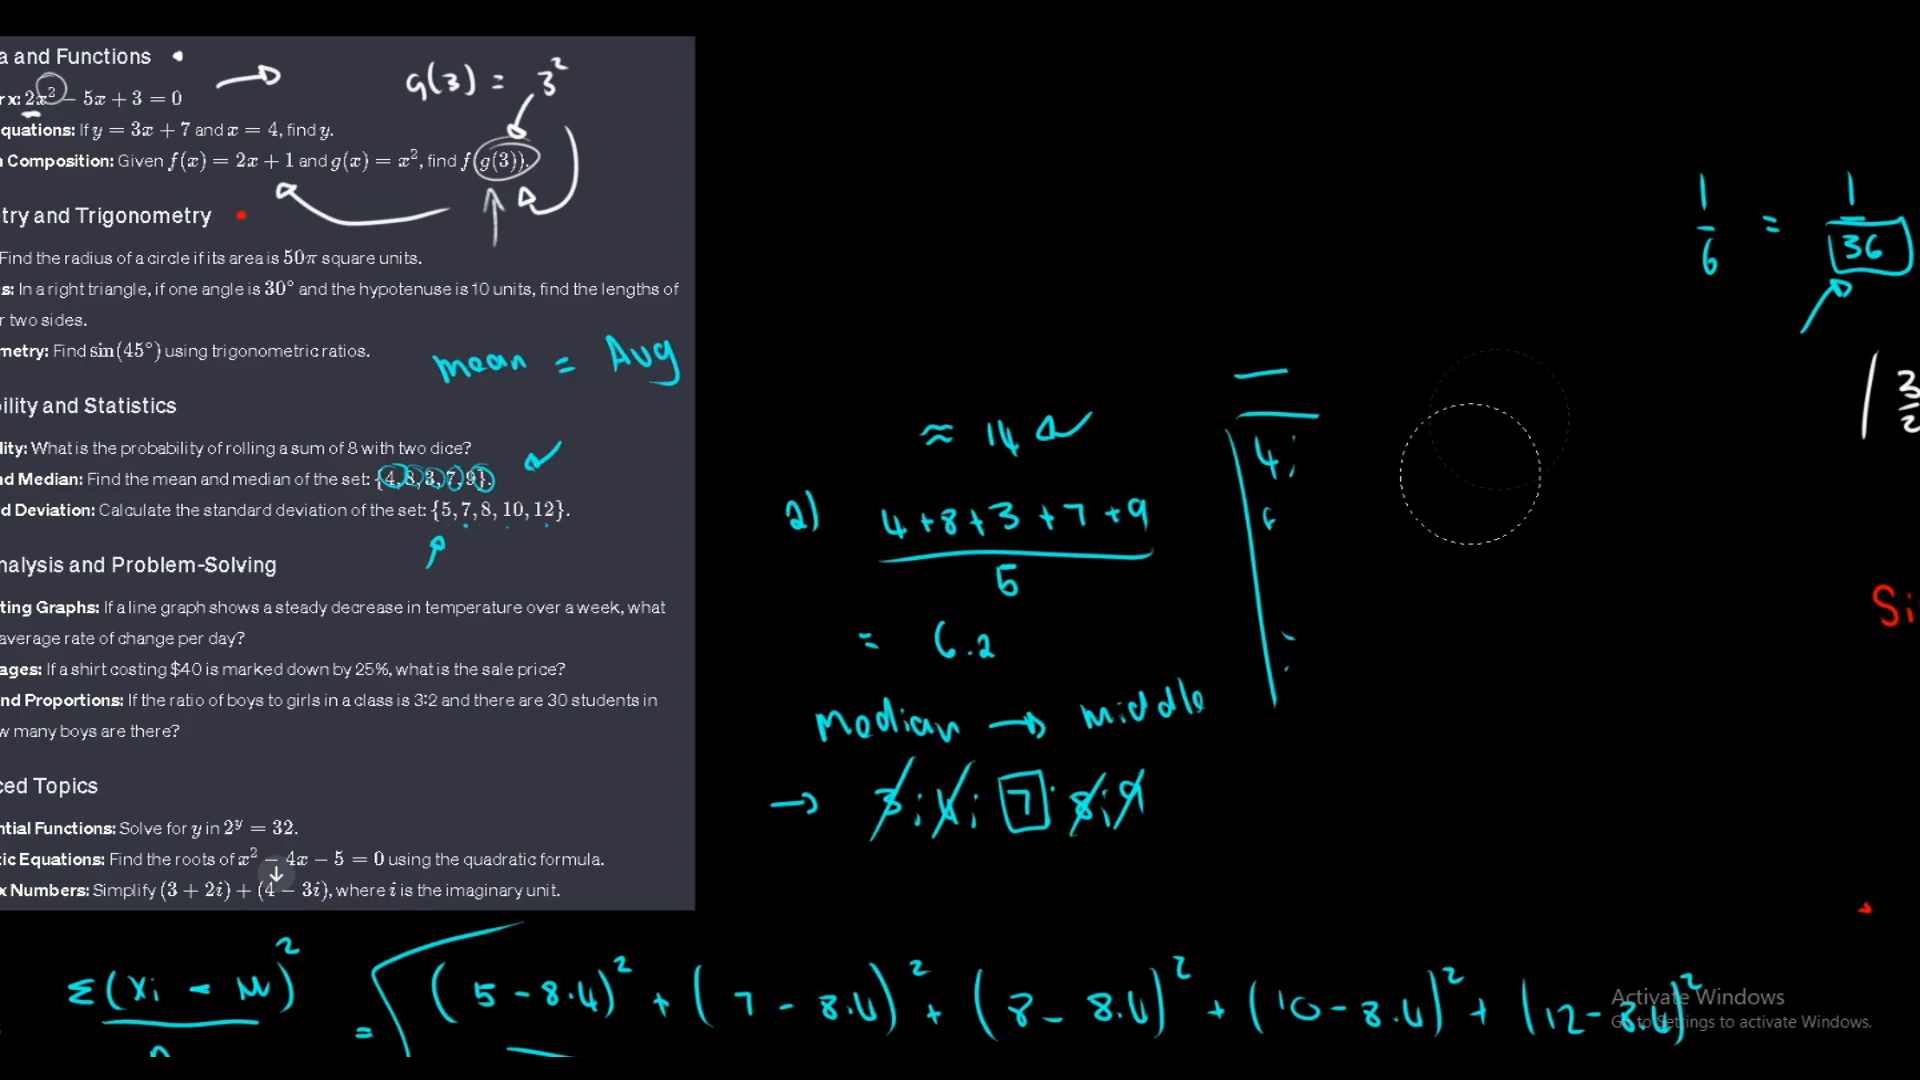 a and Functions
r x: 2x² − 5x + 3 = 0
quations: If y = 3x + 7 and x = 4, find y.
n Composition: Given f(x) = 2x + 1 and g(x) = x², find f(g(3)).
g(3) = 3²
try and Trigonometry
Find the radius of a circle if its area is 50π square units.
s: In a right triangle, if one angle is 30° and the hypotenuse is 10 units, find the lengths of
r two sides.
metry: Find sin(45°) using trigonometric ratios.
mean = Avg
ility and Statistics
lity: What is the probability of rolling a sum of 8 with two dice?
nd Median: Find the mean and median of the set: {4, 8, 3, 7, 9}.
d Deviation: Calculate the standard deviation of the set: {5, 7, 8, 10, 12}.
nalysis and Problem-Solving
ting Graphs: If a line graph shows a steady decrease in temperature over a week, what
average rate of change per day?
ages: If a shirt costing $40 is marked down by 25%, what is the sale price?
nd Proportions: If the ratio of boys to girls in a class is 3:2 and there are 30 students in
w many boys are there?
ced Topics
ntial Functions: Solve for y in 2^y = 32.
ic Equations: Find the roots of x² − 4x − 5 = 0 using the quadratic formula.
x Numbers: Simplify (3 + 2i) + (4 − 3i), where i is the imaginary unit.
1/6 = 1/36
3/2
≈ 14
2) 4+8+3+7+9
5
= 6.2
Median → middle
→ 3; 4; 7; 8; 9
4;
Si
Σ(xi - M)²
= √(5-8.4)² + (7-8.4)² + (8-8.4)² + (10-8.4)² + (12-8.4)²
Activate Windows
Go to Settings to activate Windows.